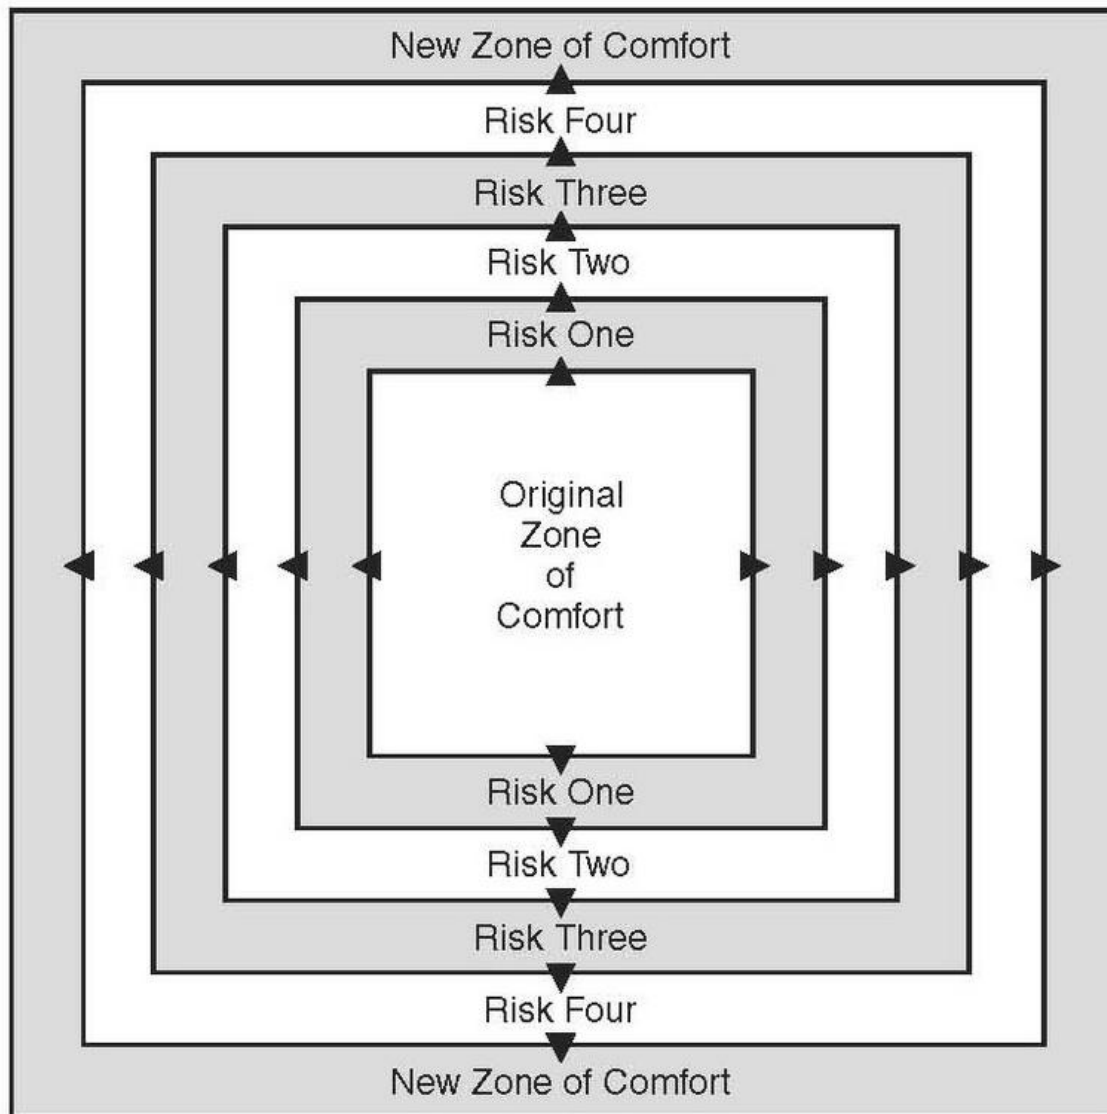 New Zone of Comfort
Risk Four
Risk Three
Risk Two
Risk One
Original
Zone
of
Comfort
Risk One
Risk Two
Risk Three
Risk Four
New Zone of Comfort